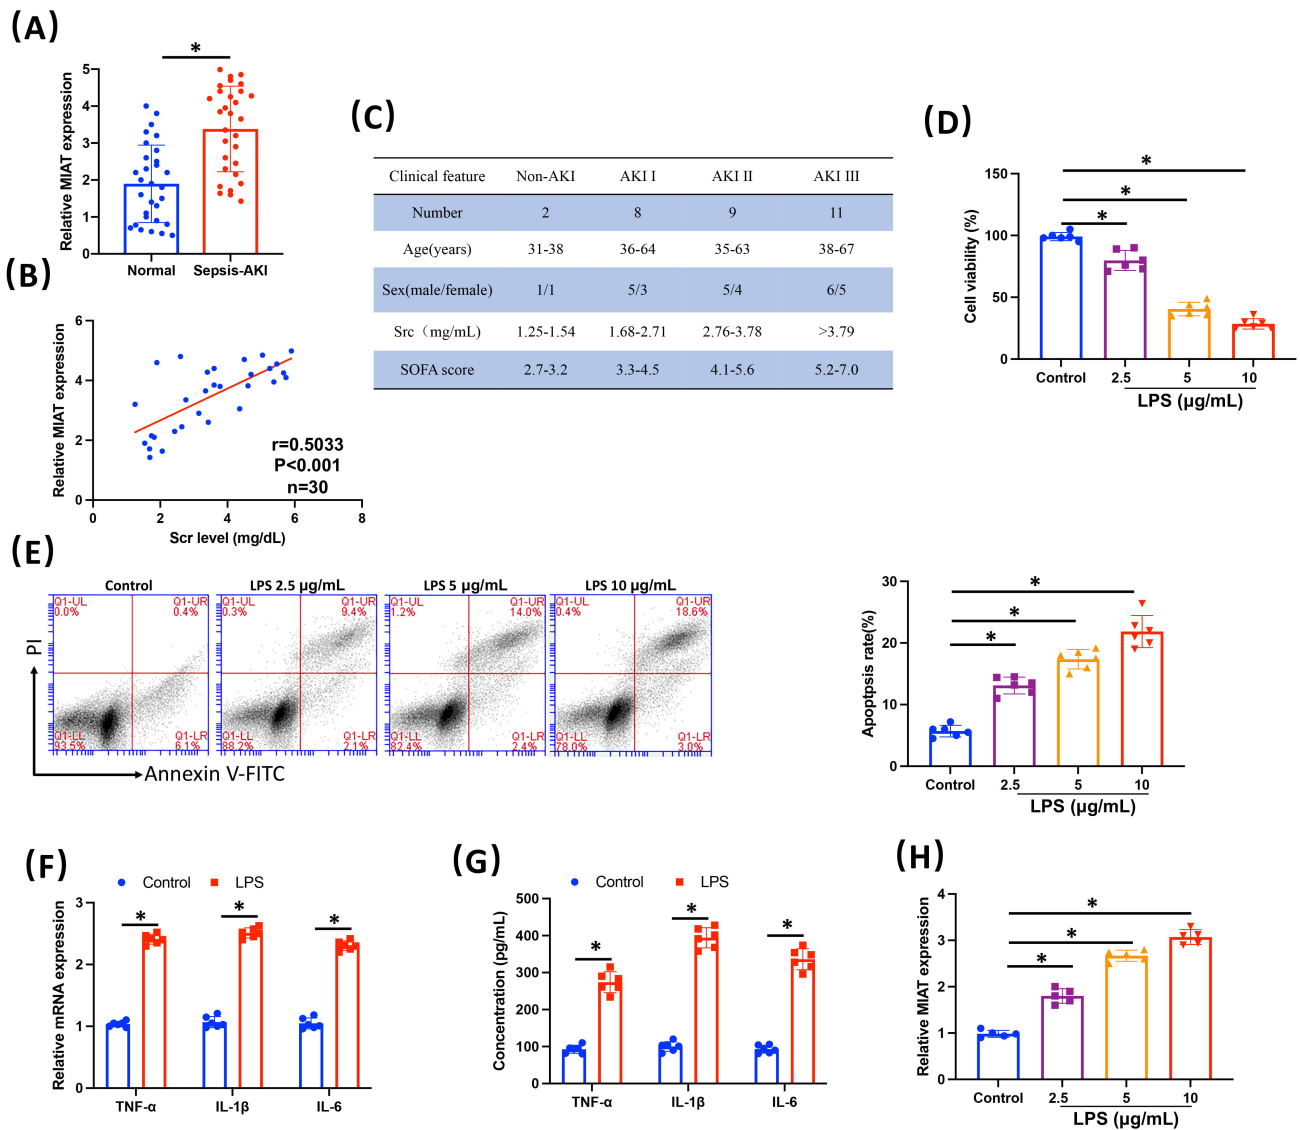 (A)
*
Relative MIAT expression
5
4
3
2
1
0
Normal Sepsis-AKI
(B)
Relative MIAT expression
6
4
2
0
r=0.5033
P<0.001
n=30
0 2 4 6 8
Scr level (mg/dL)
(C)
Clinical feature Non-AKI AKI I AKI II AKI III
Number 2 8 9 11
Age(years) 31-38 36-64 35-63 38-67
Sex(male/female) 1/1 5/3 5/4 6/5
Src（mg/mL) 1.25-1.54 1.68-2.71 2.76-3.78 >3.79
SOFA score 2.7-3.2 3.3-4.5 4.1-5.6 5.2-7.0
(D)
*
*
*
Cell viability (%)
150
100
50
0
Control 2.5 5 10
LPS (μg/mL)
(E)
Control LPS 2.5 μg/mL LPS 5 μg/mL LPS 10 μg/mL
Q1-UL Q1-UR Q1-UL Q1-UR Q1-UL Q1-UR Q1-UL Q1-UR
0.0% 0.4% 0.3% 9.4% 1.2% 14.0% 0.4% 18.6%
Q1-LL Q1-LR Q1-LL Q1-LR Q1-LL Q1-LR Q1-LL Q1-LR
93.5% 6.1% 88.2% 2.1% 82.4% 2.4% 78.0% 3.0%
PI
Annexin V-FITC
*
*
*
Apoptpsis rate(%)
30
20
10
0
Control 2.5 5 10
LPS (μg/mL)
(F)
Control LPS
* * *
Relative mRNA expression
3
2
1
0
TNF-α IL-1β IL-6
(G)
Control LPS
* * *
Concentration (pg/mL)
500
400
300
200
100
0
TNF-α IL-1β IL-6
(H)
*
*
*
Relative MIAT expression
4
3
2
1
0
Control 2.5 5 10
LPS (μg/mL)